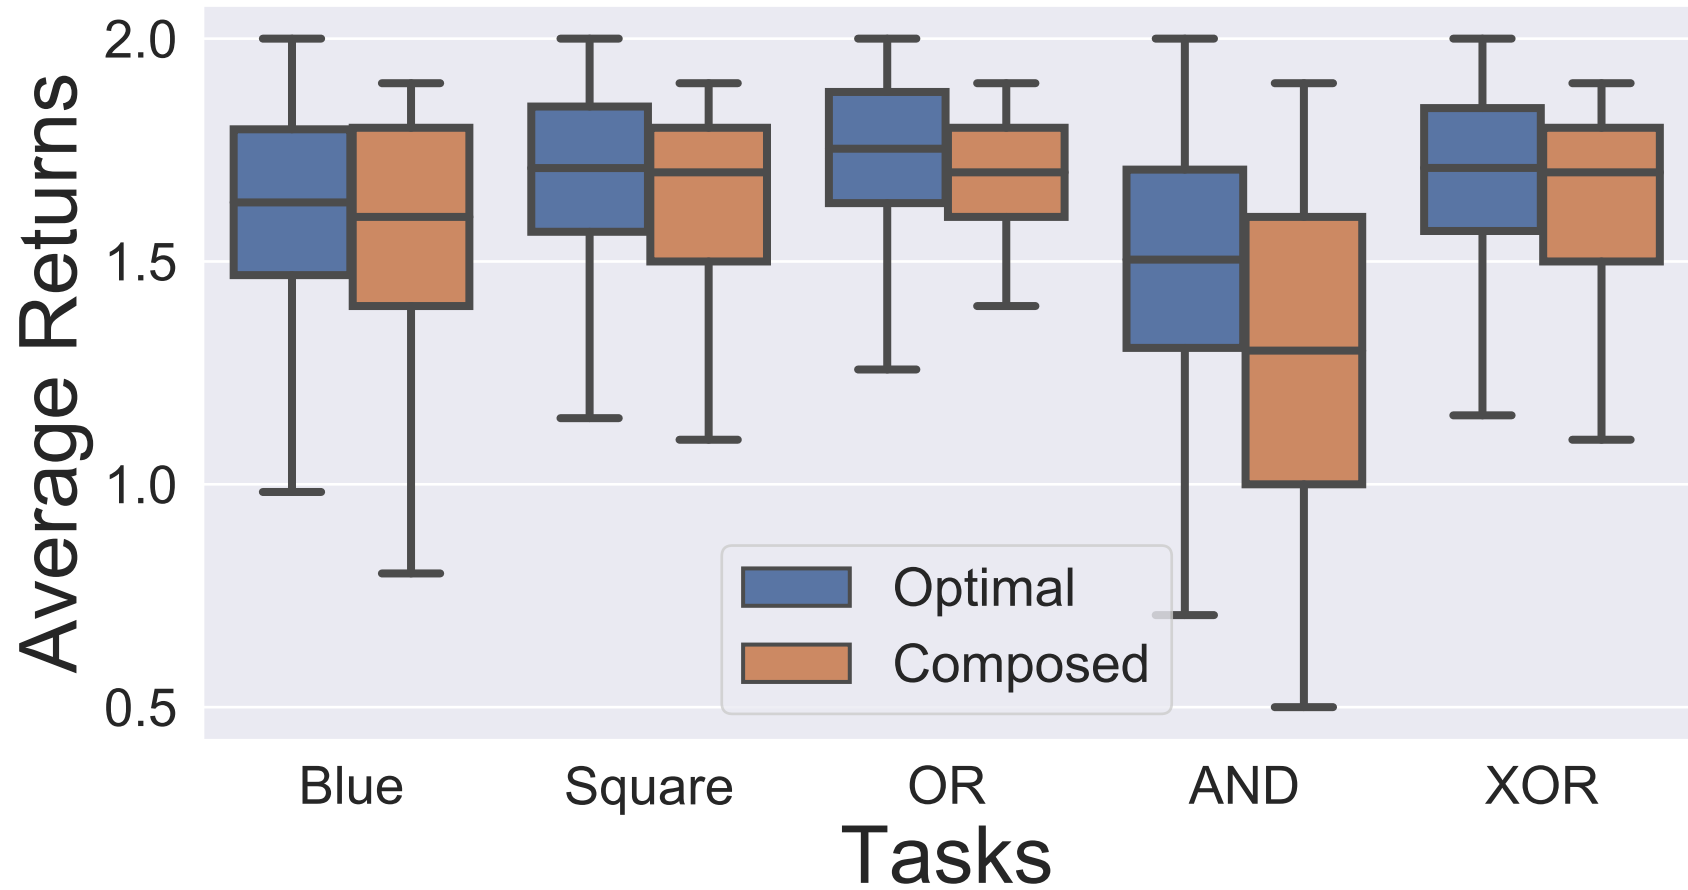 Average Returns
2.0
1.5
1.0
0.5
Optimal
Composed
Blue
Square
OR
AND
XOR
Tasks